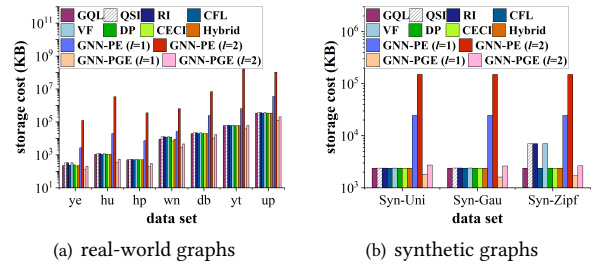 GQL QSI RI CFL
VF DP CECI Hybrid
GNN-PE (l=1) GNN-PE (l=2)
GNN-PGE (l=1) GNN-PGE (l=2)
storage cost (KB)
10^11
10^9
10^7
10^5
10^3
10^1
ye hu hp wn db yt up
data set
(a) real-world graphs
GQL QSI RI CFL
VF DP CECI Hybrid
GNN-PE (l=1) GNN-PE (l=2)
GNN-PGE (l=1) GNN-PGE (l=2)
storage cost (KB)
10^6
10^5
10^4
10^3
Syn-Uni Syn-Gau Syn-Zipf
data set
(b) synthetic graphs